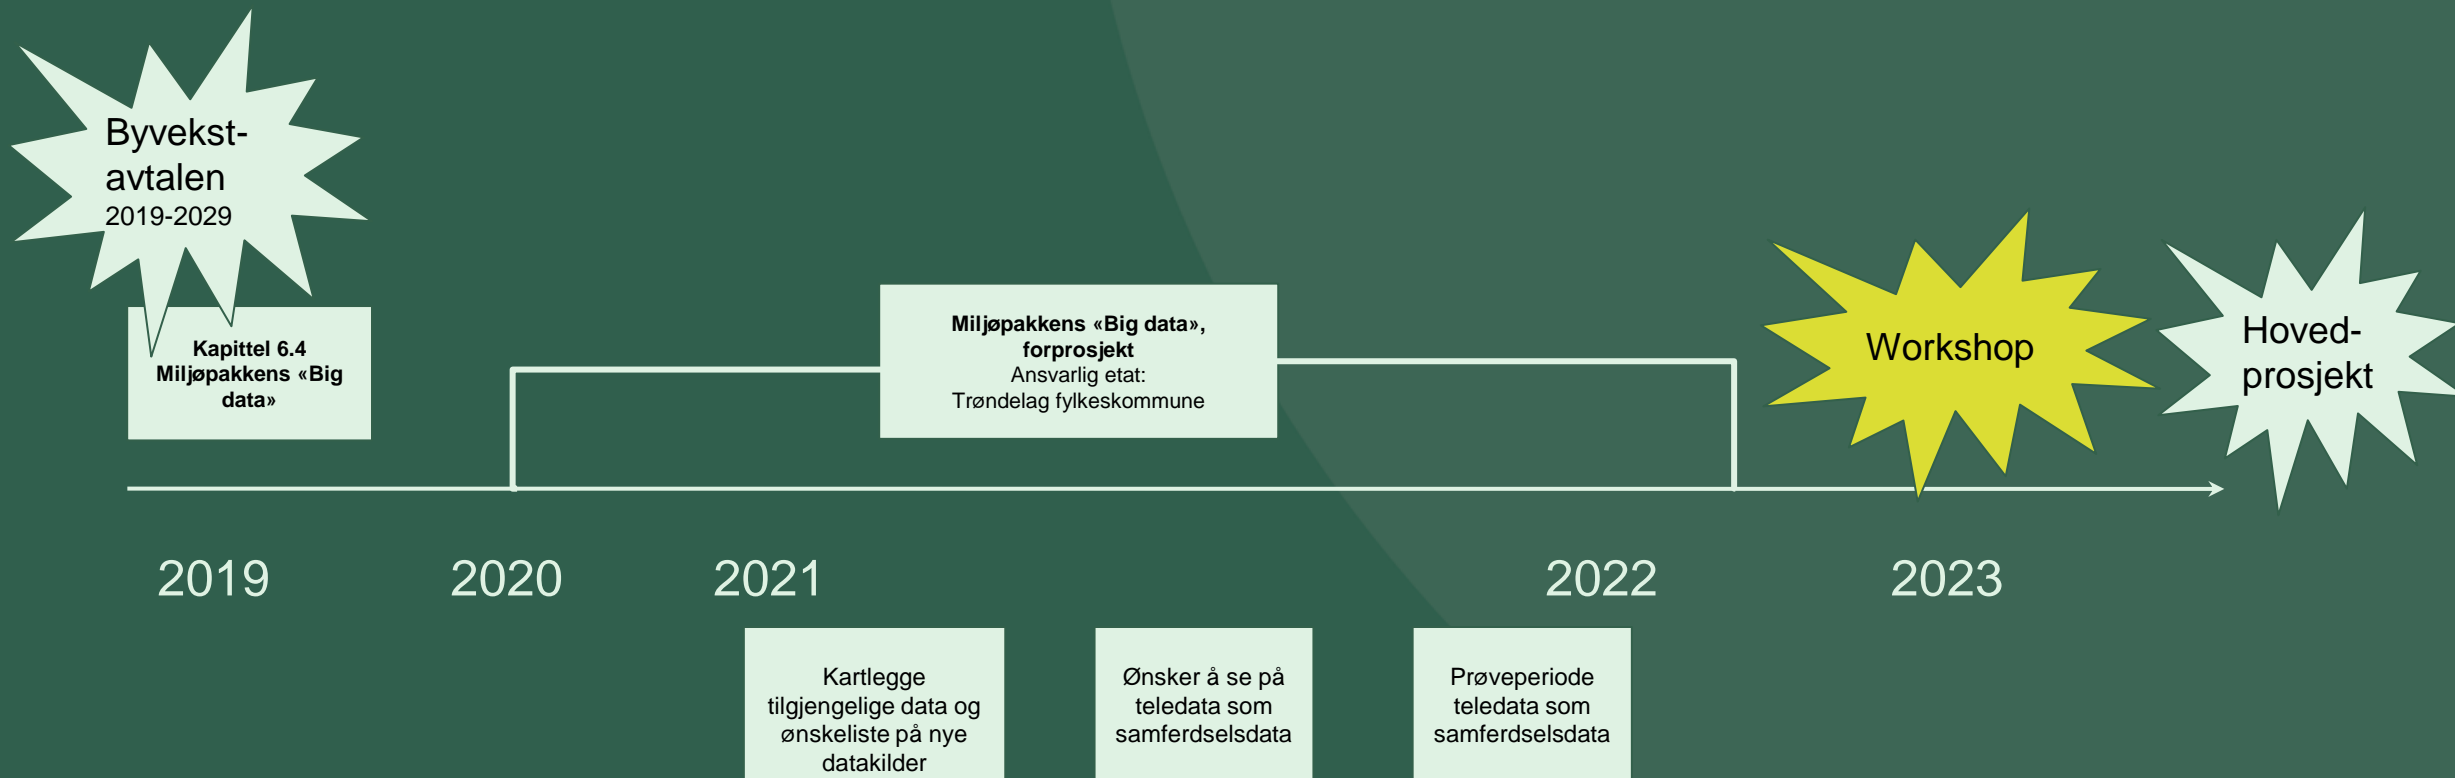 Byvekst-
avtalen
2019-2029
Kapittel 6.4
Miljøpakkens «Big
data»
Miljøpakkens «Big data»,
forprosjekt
Ansvarlig etat:
Trøndelag fylkeskommune
Workshop
Hoved-
prosjekt
2019
2020
2021
2022
2023
Kartlegge
tilgjengelige data og
ønskeliste på nye
datakilder
Ønsker å se på
teledata som
samferdselsdata
Prøveperiode
teledata som
samferdselsdata